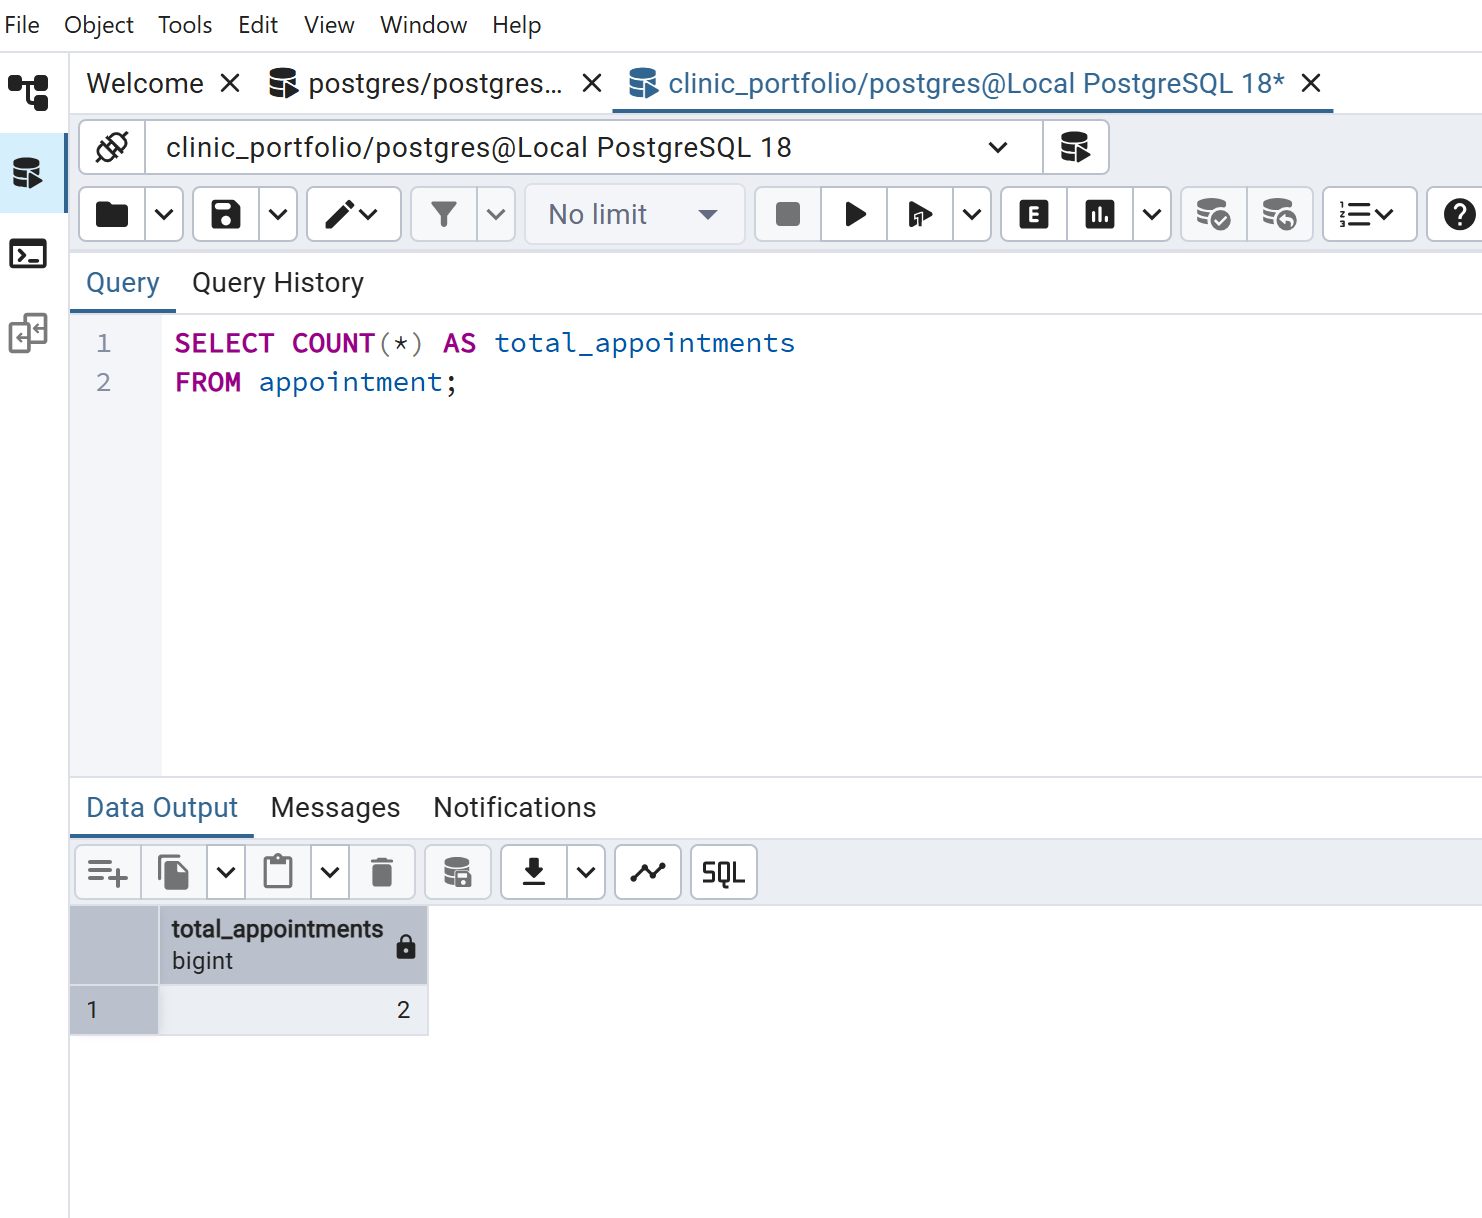 File Object Tools Edit View Window Help
Welcome postgres/postgres... clinic_portfolio/postgres@Local PostgreSQL 18*
clinic_portfolio/postgres@Local PostgreSQL 18
No limit E
Query Query History
1 SELECT COUNT(*) AS total_appointments
2 FROM appointment;
Data Output Messages Notifications
SQL
total_appointments
bigint
1 2